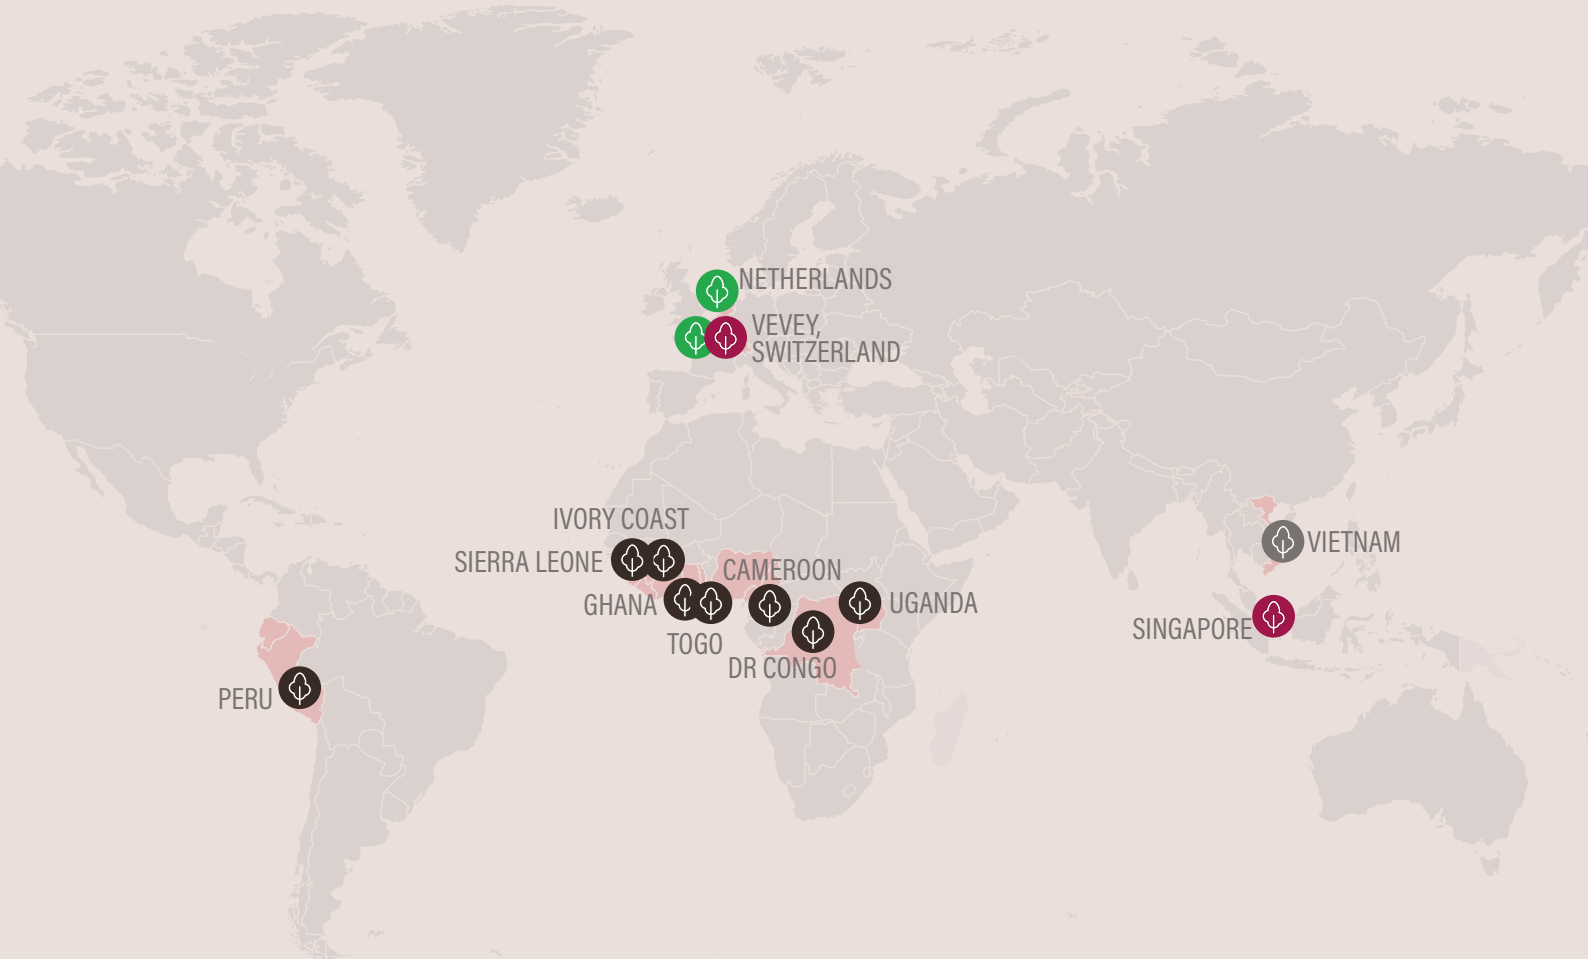 NETHERLANDS
VEVEY,
SWITZERLAND
IVORY COAST
SIERRA LEONE
CAMEROON
GHANA
UGANDA
TOGO
DR CONGO
PERU
VIETNAM
SINGAPORE